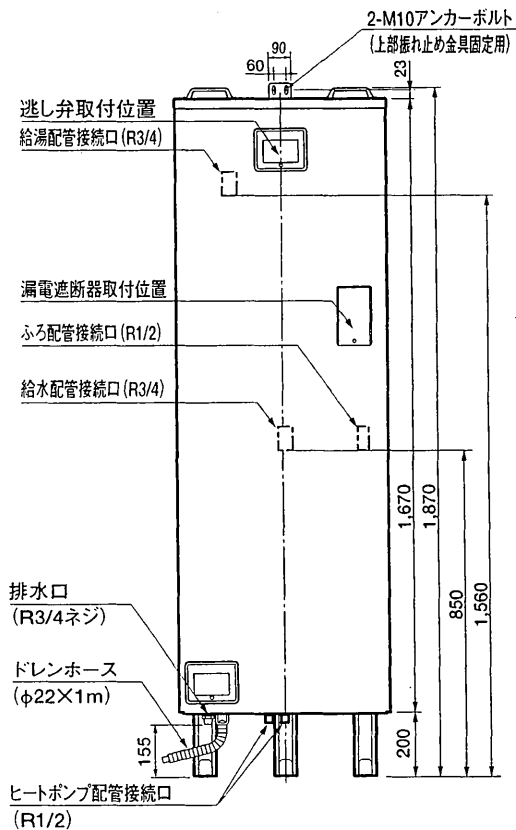 2-M10アンカーボルト
(上部振れ止め金具固定用)
90
60
23
逃し弁取付位置
給湯配管接続口(R3/4)
漏電遮断器取付位置
ふろ配管接続口(R1/2)
給水配管接続口(R3/4)
1,670
1,870
850
1,560
排水口
(R3/4ネジ)
ドレンホース
(φ22×1m)
155
200
ヒートポンプ配管接続口
(R1/2)